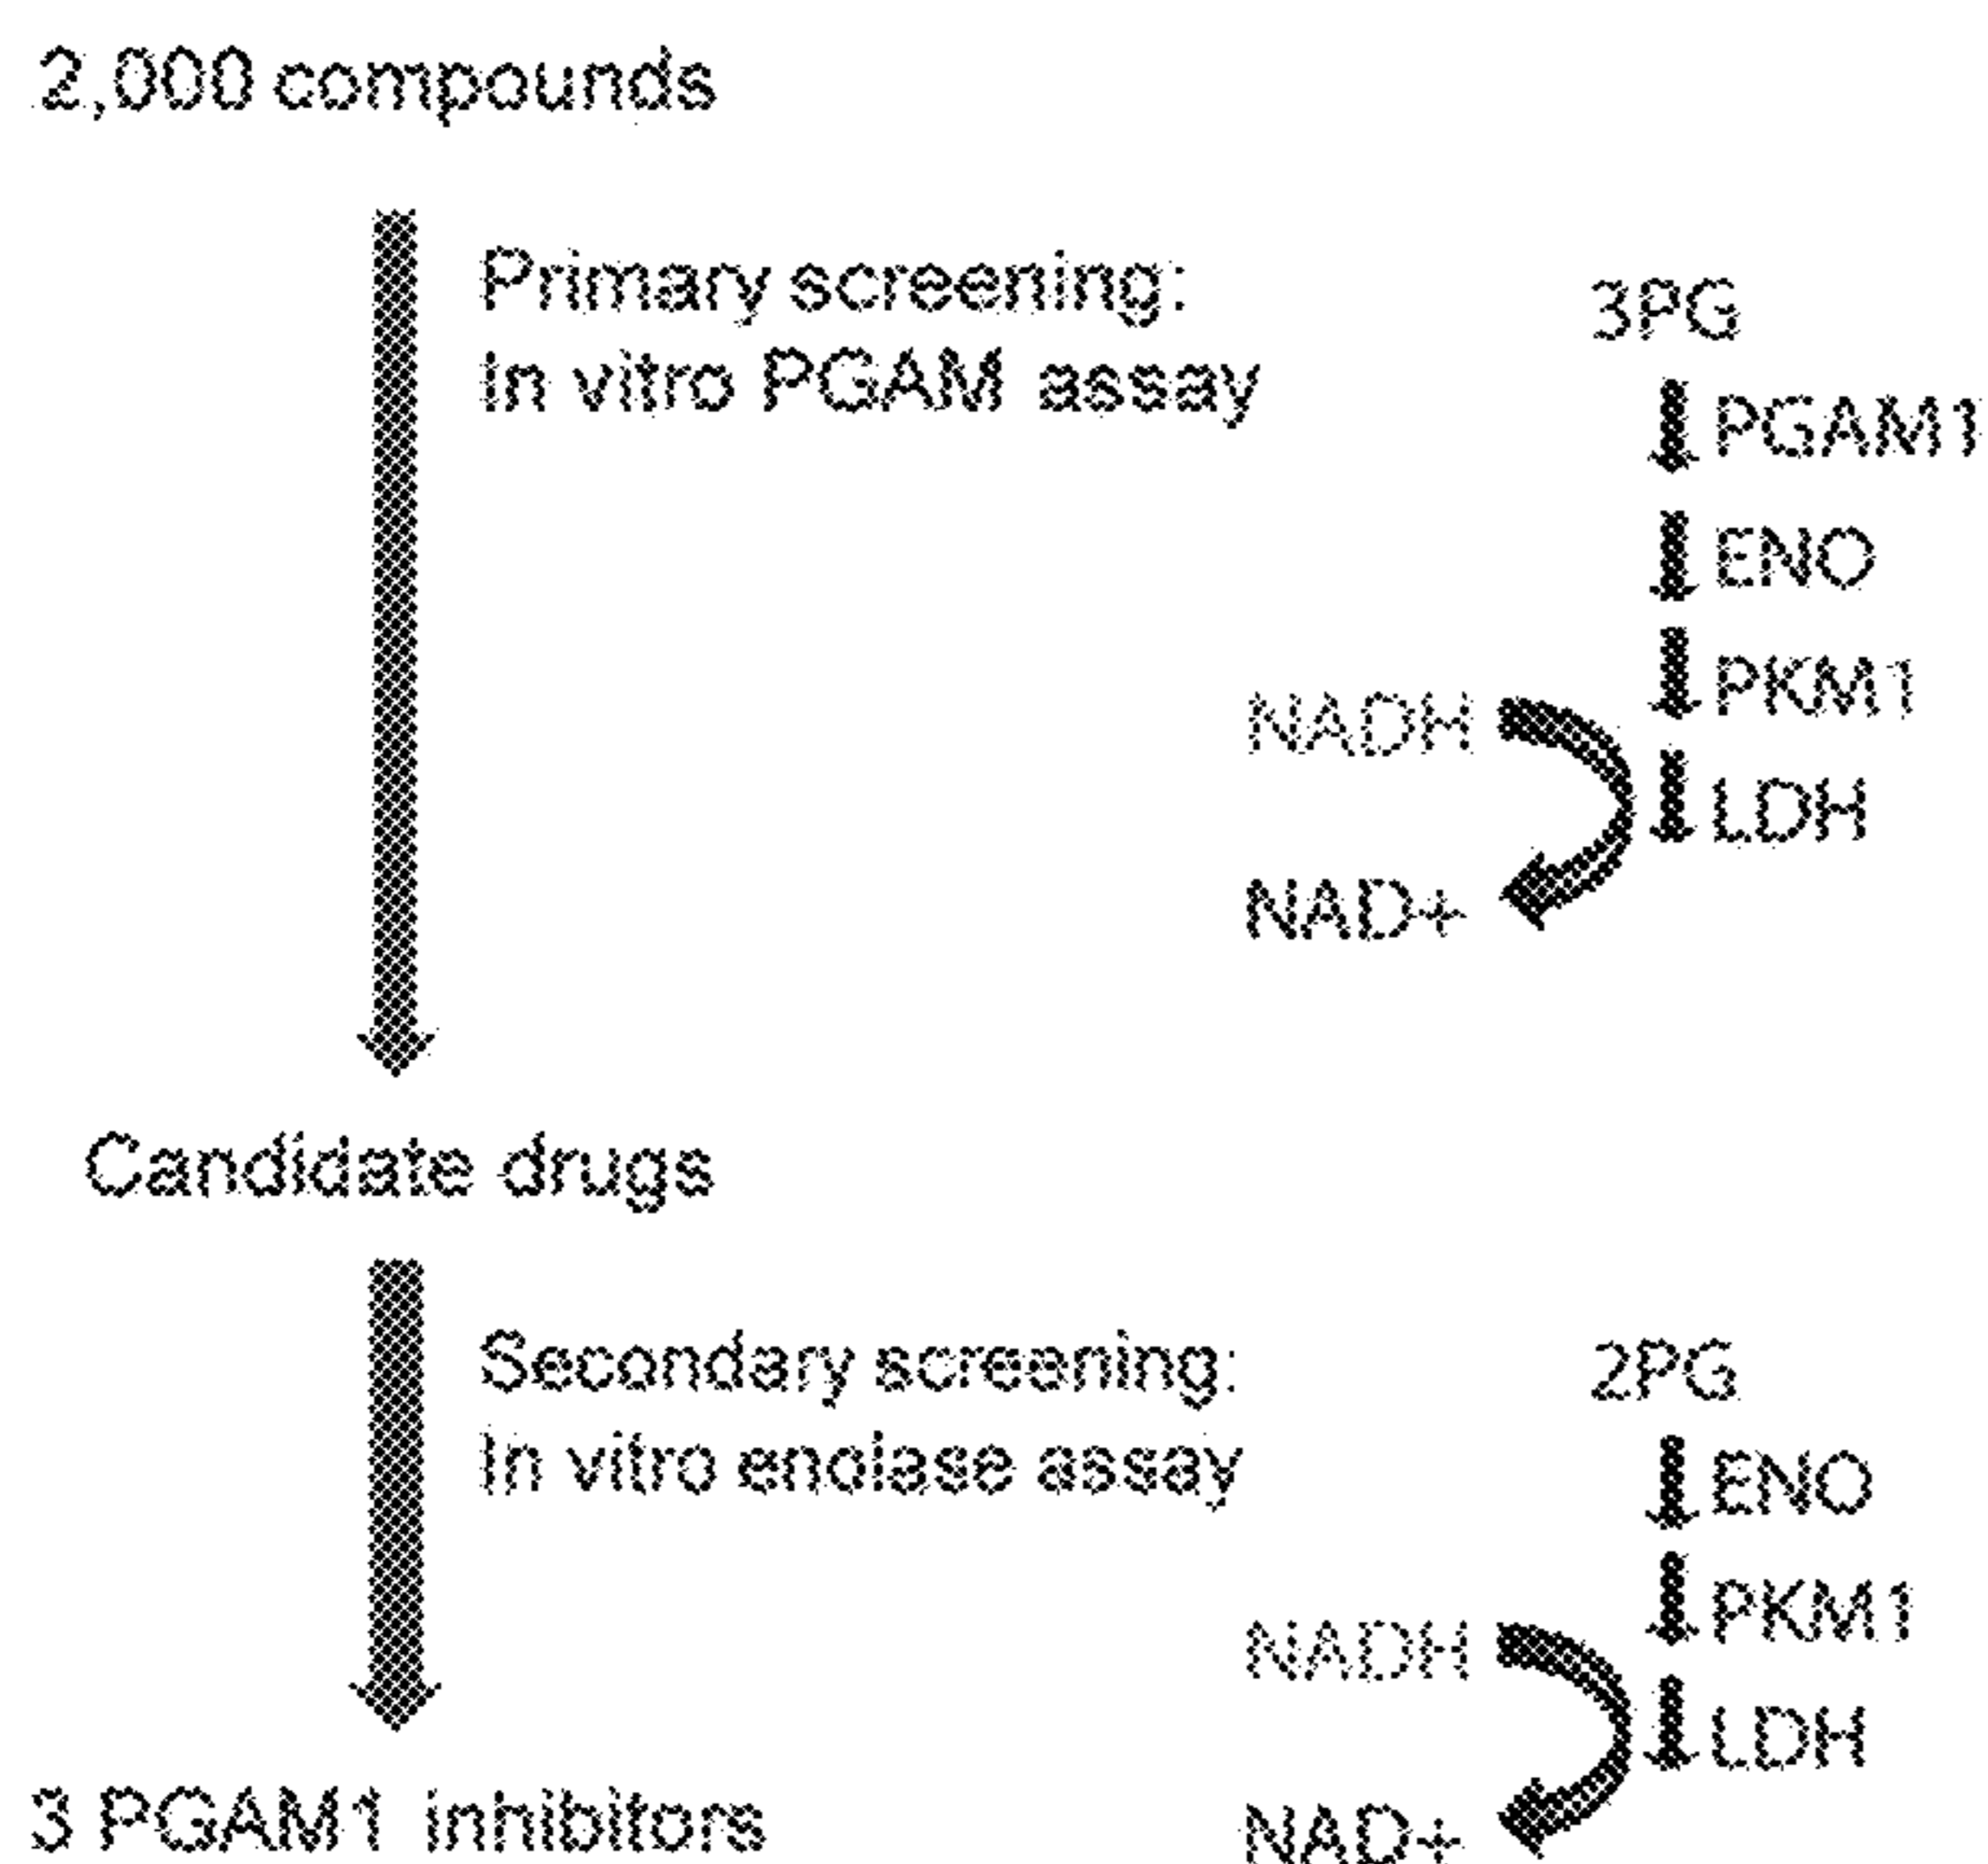 2,000 compounds
Primary screening:
In vitro PGAM assay
3PG
PGAM1
ENO
PKM1
NADH
LDH
NAD+
Candidate drugs
Secondary screening:
In vitro enolase assay
2PG
ENO
PKM1
NADH
LDH
3 PGAM1 inhibitors
NAD+